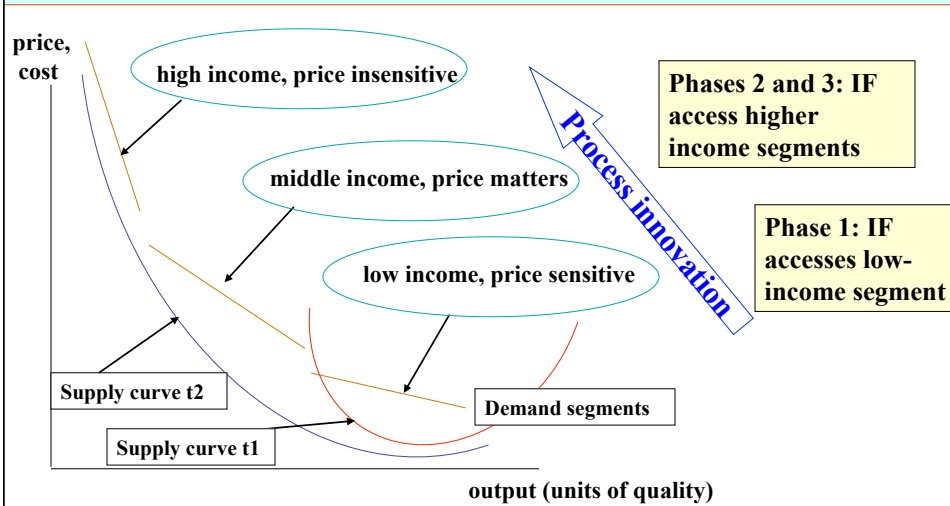 price,
cost
high income, price insensitive
middle income, price matters
low income, price sensitive
Process innovation
Phases 2 and 3: IF
access higher
income segments
Phase 1: IF
accesses low-
income segment
Supply curve t2
Supply curve t1
Demand segments
output (units of quality)